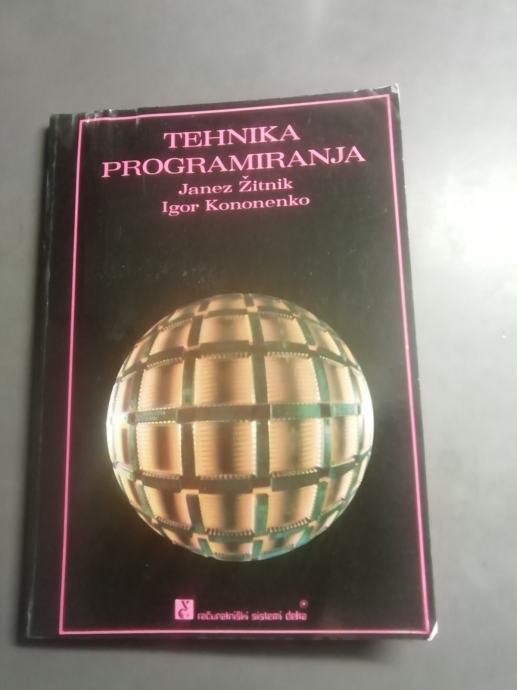 TEHNIKA
PROGRAMIRANJA
Janez Žitnik
Igor Kononenko
računalniški sistemi delta